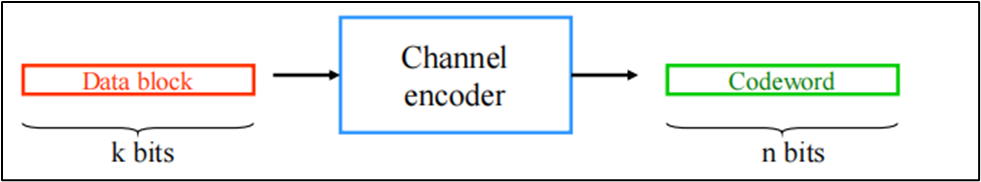 Data block
Channel
encoder
Codeword
k bits
n bits